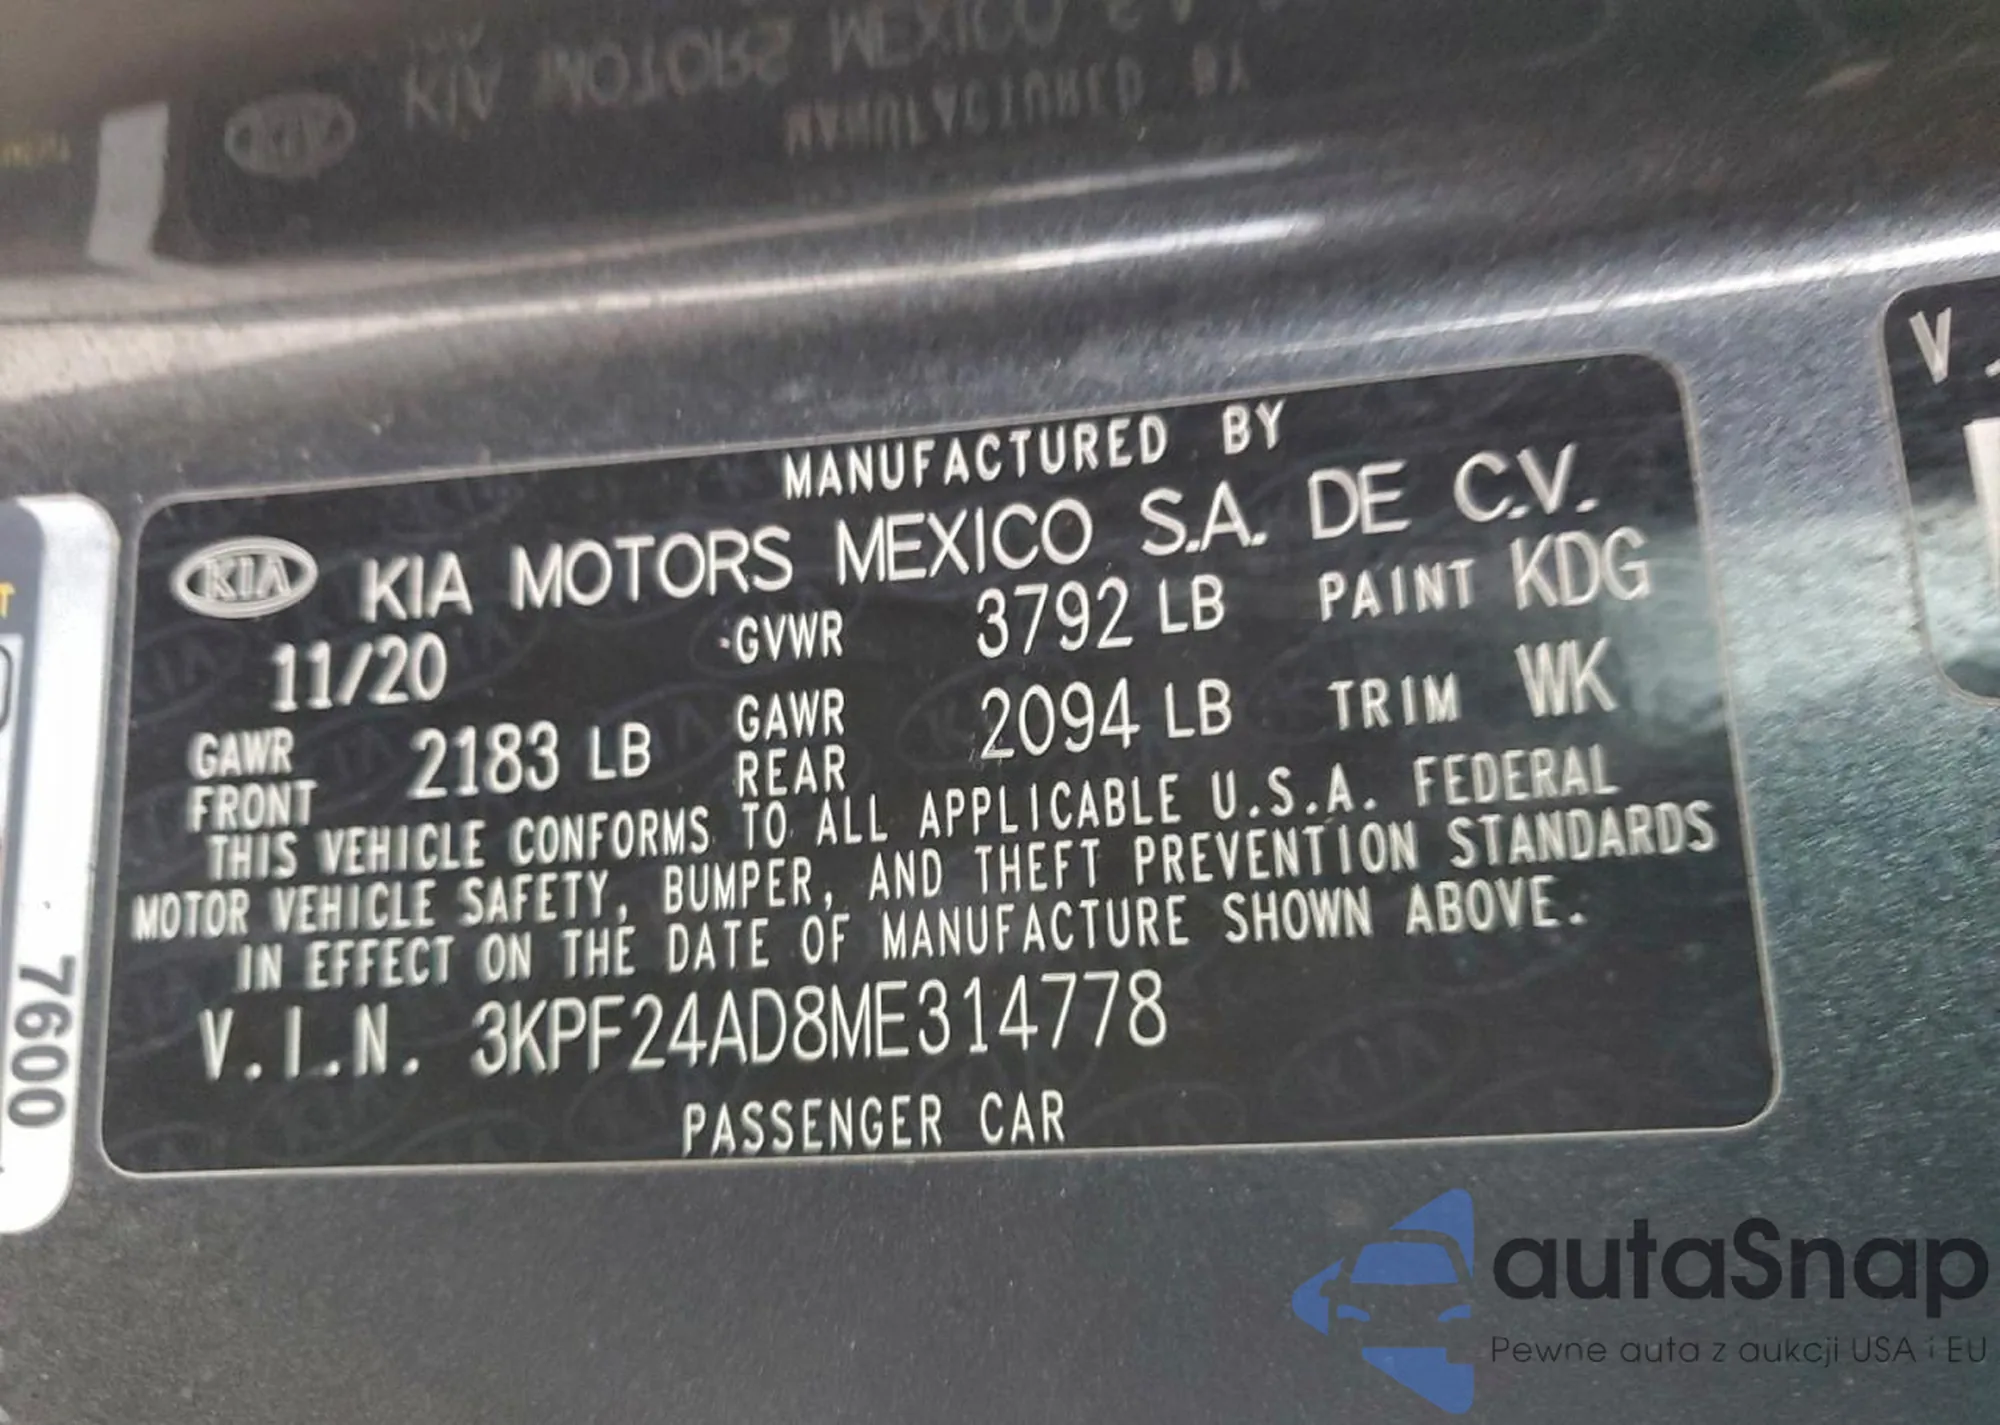 KIA MOTORS MEXICO S.A.
MANUFACTURED BY
MANUFACTURED BY
KIA KIA MOTORS MEXICO S.A. DE C.V.
11/20 GVWR 3792 LB PAINT KDG
GAWR FRONT 2183 LB GAWR REAR 2094 LB TRIM WK
THIS VEHICLE CONFORMS TO ALL APPLICABLE U.S.A. FEDERAL
MOTOR VEHICLE SAFETY, BUMPER, AND THEFT PREVENTION STANDARDS
IN EFFECT ON THE DATE OF MANUFACTURE SHOWN ABOVE.
V.I.N. 3KPF24AD8ME314778
PASSENGER CAR
7600
V.
autaSnap
Pewne auta z aukcji USA i EU